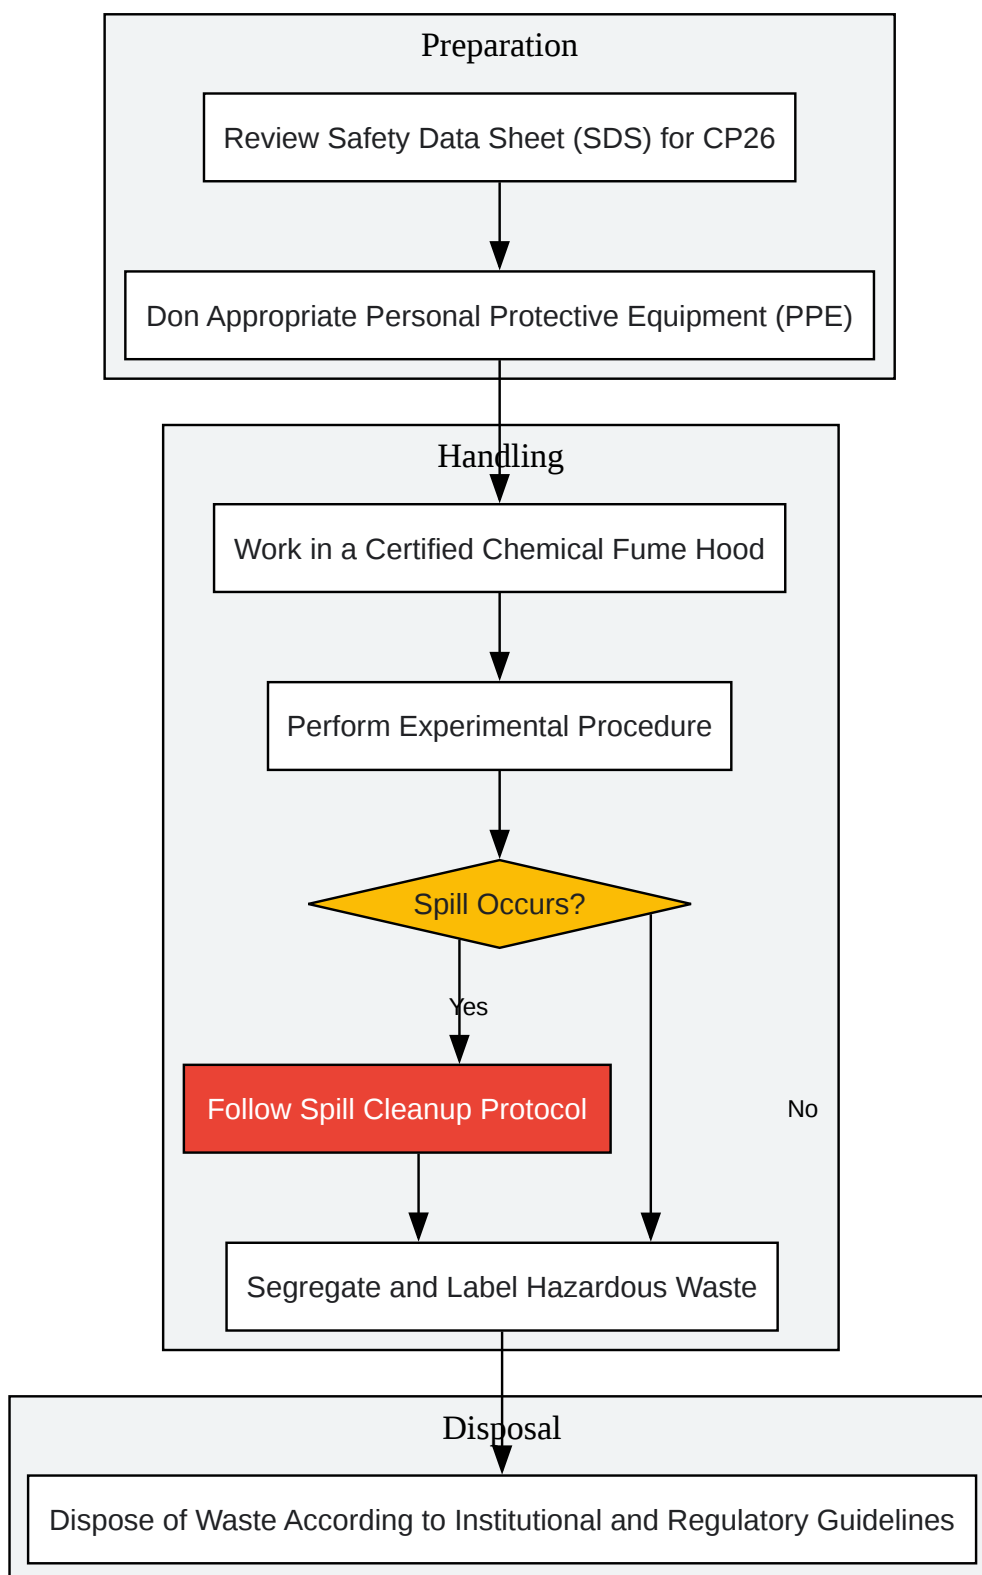 Preparation
Review Safety Data Sheet (SDS) for CP26
Don Appropriate Personal Protective Equipment (PPE)
Handling
Work in a Certified Chemical Fume Hood
Perform Experimental Procedure
Spill Occurs?
Yes
Follow Spill Cleanup Protocol
No
Segregate and Label Hazardous Waste
Disposal
Dispose of Waste According to Institutional and Regulatory Guidelines